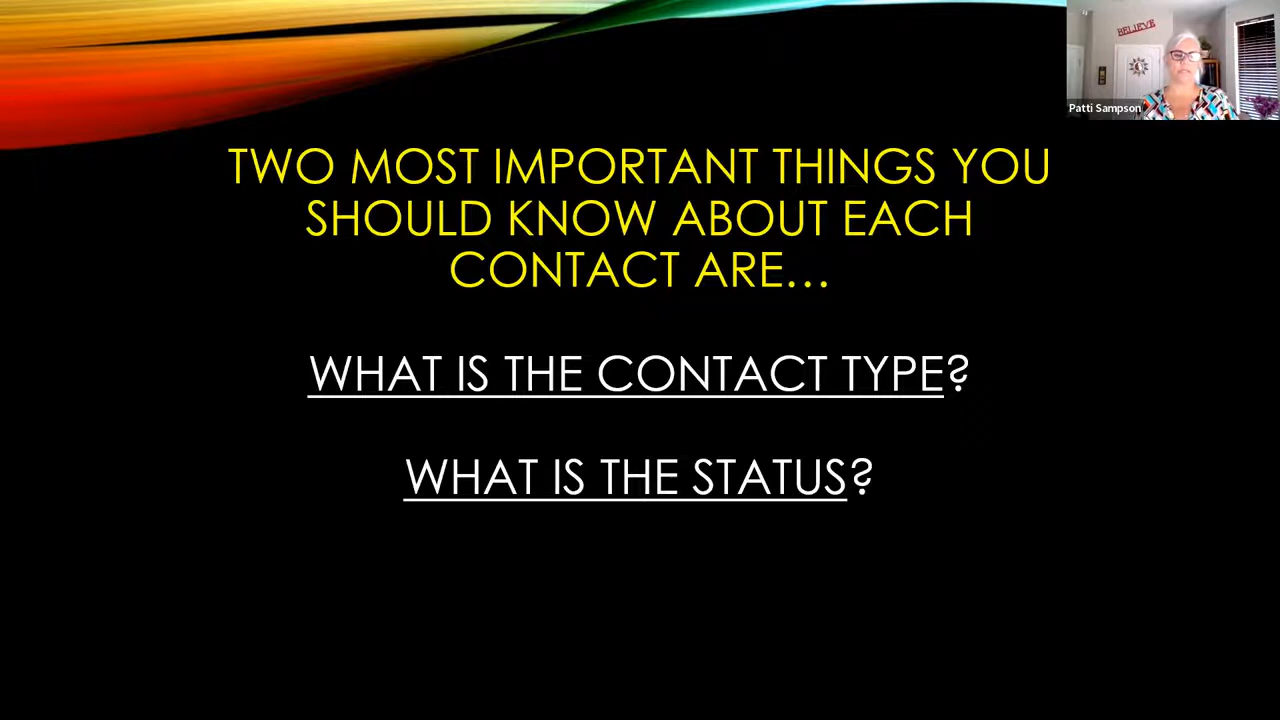 BELIEVE
Patti Sampson
TWO MOST IMPORTANT THINGS YOU
SHOULD KNOW ABOUT EACH
CONTACT ARE…
WHAT IS THE CONTACT TYPE?
WHAT IS THE STATUS?